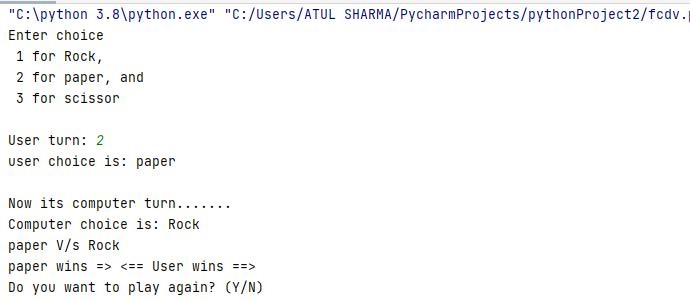 "C:\python 3.8\python.exe" "C:/Users/ATUL SHARMA/PycharmProjects/pythonProject2/fcdv.p
Enter choice
 1 for Rock,
 2 for paper, and
 3 for scissor
User turn: 2
user choice is: paper
Now its computer turn.......
Computer choice is: Rock
paper V/s Rock
paper wins => <== User wins ==>
Do you want to play again? (Y/N)